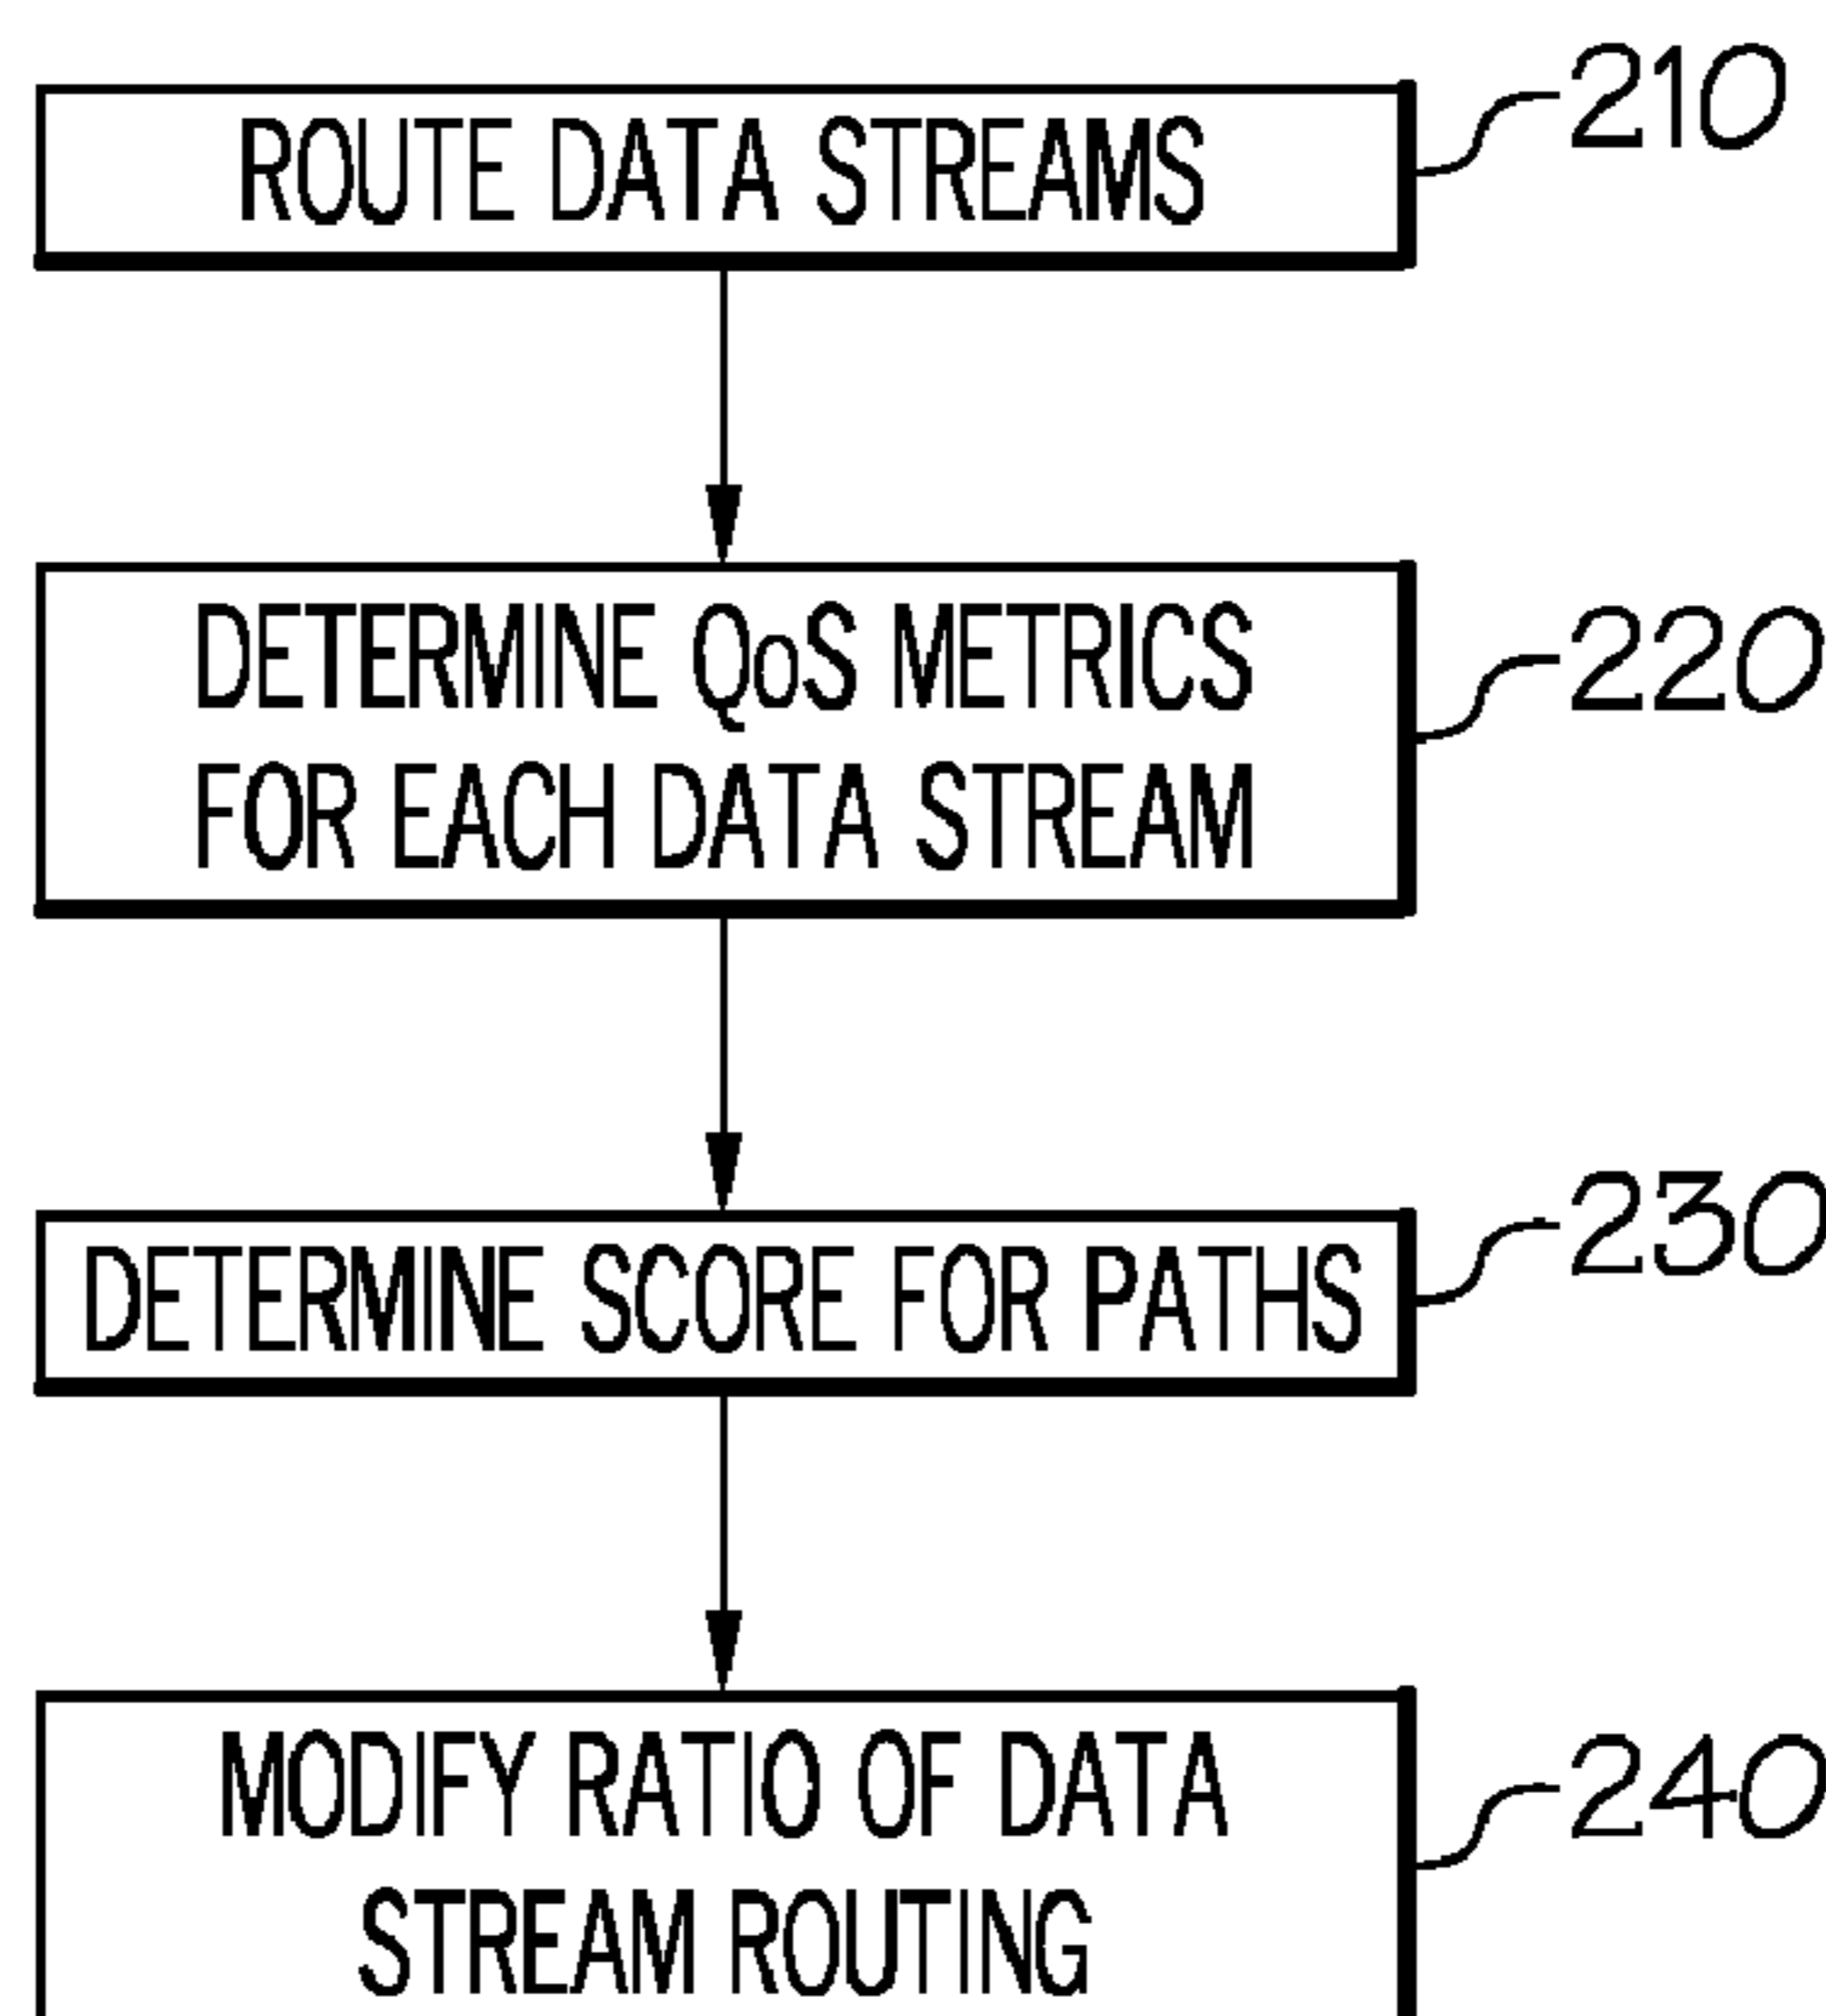 ROUTE DATA STREAMS
210
DETERMINE QoS METRICS
FOR EACH DATA STREAM
220
DETERMINE SCORE FOR PATHS
230
MODIFY RATIO OF DATA
STREAM ROUTING
240